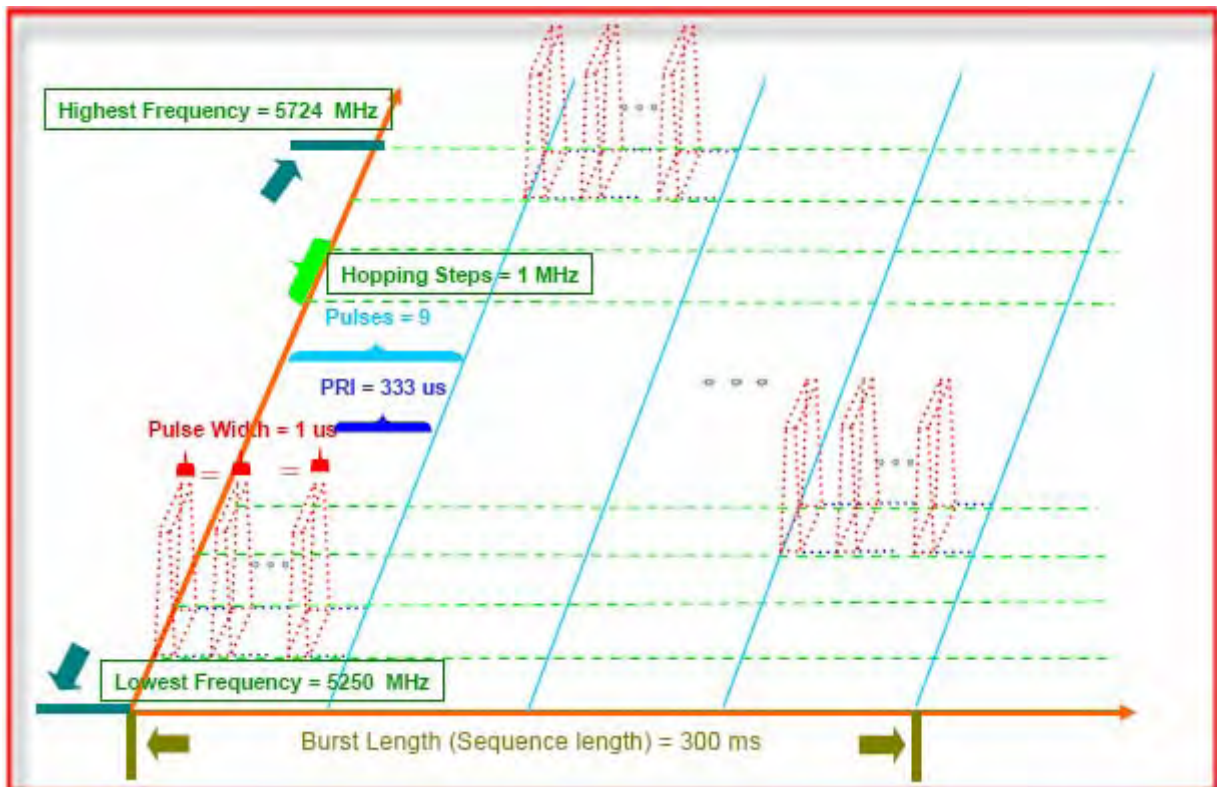 Highest Frequency = 5724 MHz
Hopping Steps = 1 MHz
Pulses = 9
PRI = 333 us
Pulse Width = 1 us
= =
Lowest Frequency = 5250 MHz
Burst Length (Sequence length) = 300 ms